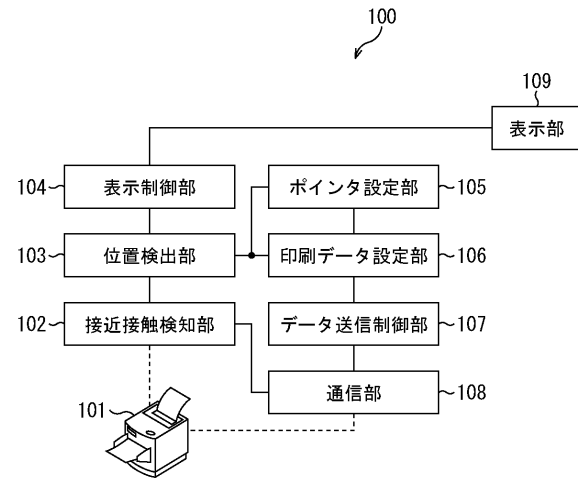 100
109
表示部
104 表示制御部 ポインタ設定部 105
103 位置検出部 印刷データ設定部 106
102 接近接触検知部 データ送信制御部 107
通信部 108
101